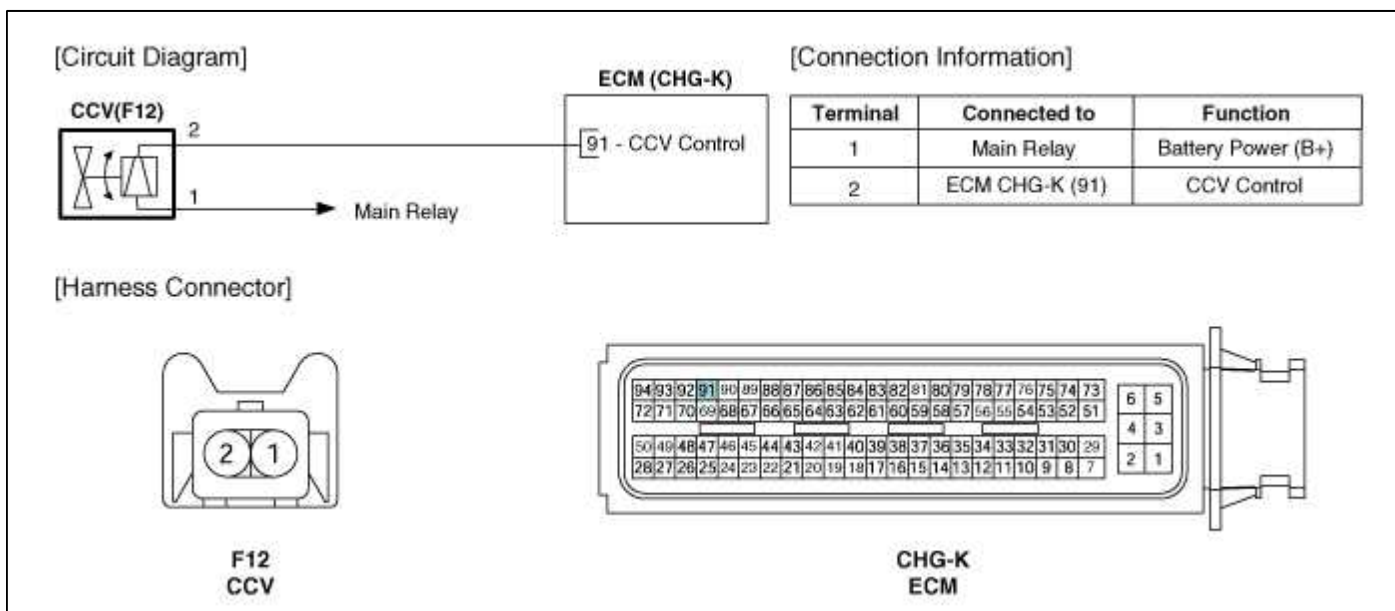 [Circuit Diagram]
CCV(F12)
2
1
Main Relay
ECM (CHG-K)
91 - CCV Control
[Connection Information]
Terminal Connected to Function
1 Main Relay Battery Power (B+)
2 ECM CHG-K (91) CCV Control
[Harness Connector]
2 1
F12
CCV
94 93 92 91 90 89 88 87 86 85 84 83 82 81 80 79 78 77 76 75 74 73
72 71 70 69 68 67 66 65 64 63 62 61 60 59 58 57 56 55 54 53 52 51
50 49 48 47 46 45 44 43 42 41 40 39 38 37 36 35 34 33 32 31 30 29
28 27 26 25 24 23 22 21 20 19 18 17 16 15 14 13 12 11 10 9 8 7
6 5
4 3
2 1
CHG-K
ECM